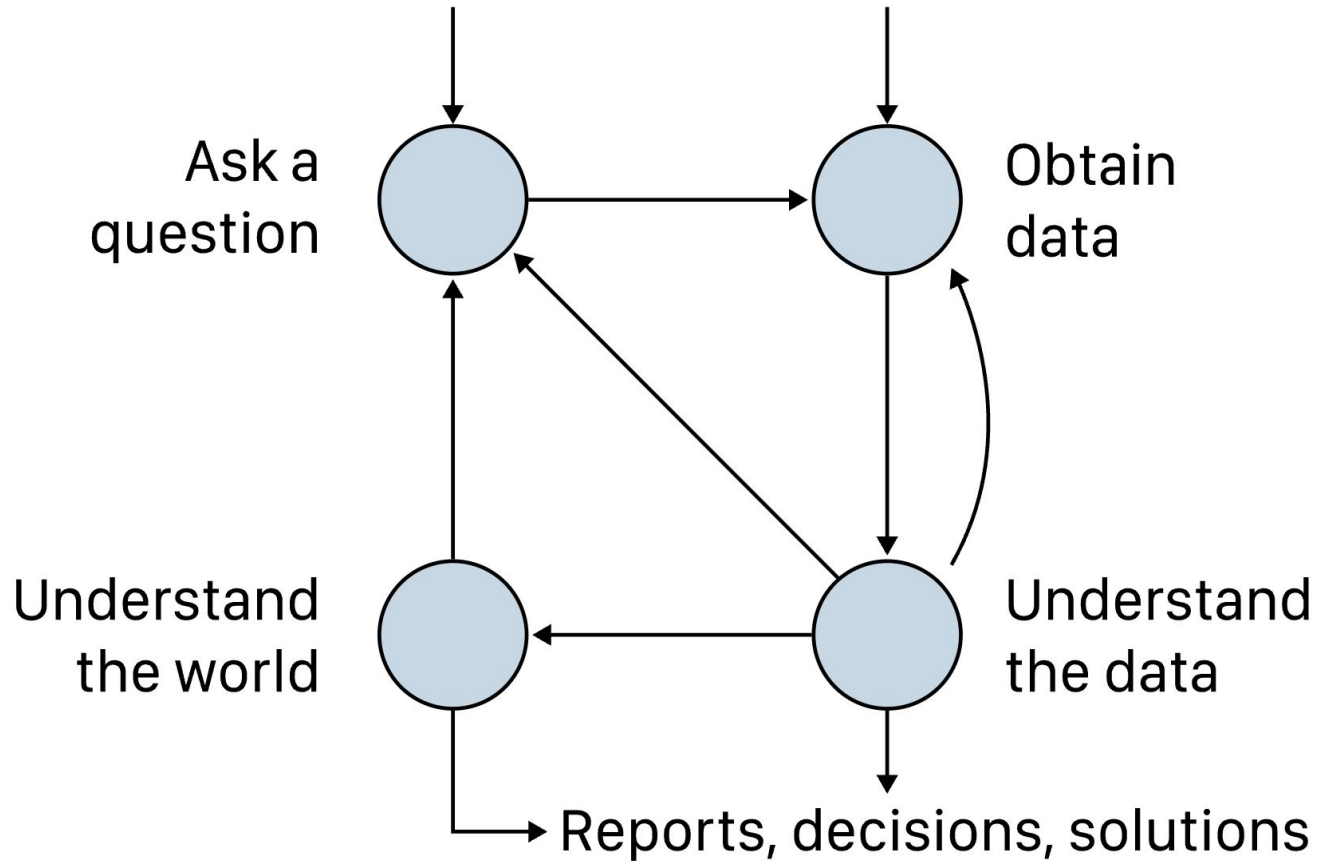 Ask a
question
Obtain
data
Understand
the world
Understand
the data
Reports, decisions, solutions